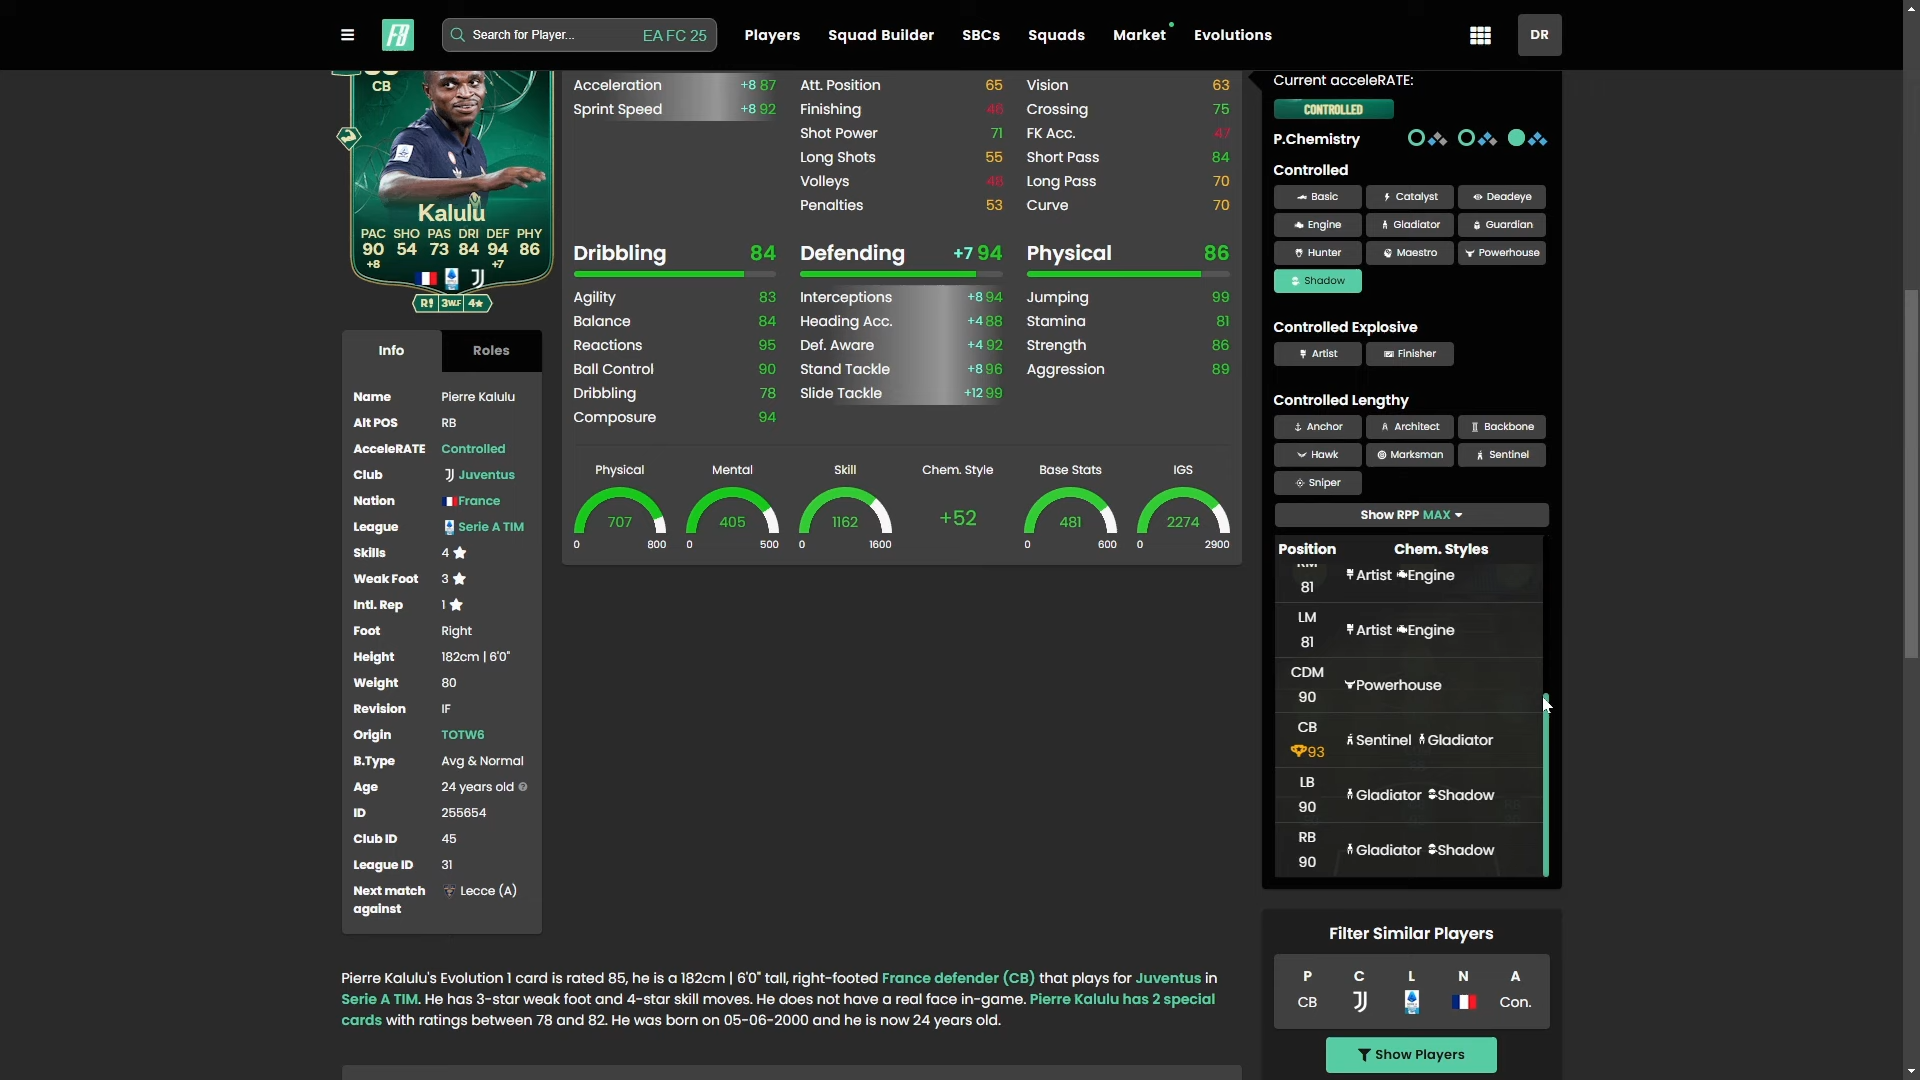 Search for Player... EA FC 25
Players
Squad Builder
SBCs
Squads
Market
Evolutions
DR
CB
Kalulu
PAC SHO PAS DRI DEF PHY
90 54 73 84 94 86
+8 +7
R! 3W.F 4★
Acceleration +8 87
Sprint Speed +8 92
Att. Position 65
Finishing 46
Shot Power 71
Long Shots 55
Volleys
Penalties 53
Vision 63
Crossing 75
FK Acc. 47
Short Pass 84
Long Pass 70
Curve 70
Dribbling 84
Agility 83
Balance 84
Reactions 95
Ball Control 90
Dribbling 78
Composure 94
Defending +7 94
Interceptions +8 94
Heading Acc. +4 88
Def. Aware +4 92
Stand Tackle +8 96
Slide Tackle +12 99
Physical 86
Jumping 99
Stamina 81
Strength 86
Aggression 89
Physical Mental Skill Chem. Style Base Stats IGS
707 405 1162 +52 481 2274
0 800 0 500 0 1600 0 600 0 2900
Info Roles
Name Pierre Kalulu
Alt POS RB
AcceleRATE Controlled
Club Juventus
Nation France
League Serie A TIM
Skills 4 ★
Weak Foot 3 ★
Intl. Rep 1 ★
Foot Right
Height 182cm | 6'0"
Weight 80
Revision IF
Origin TOTW6
B.Type Avg & Normal
Age 24 years old
ID 255654
Club ID 45
League ID 31
Next match against Lecce (A)
Current acceleRATE:
CONTROLLED
P.Chemistry
Controlled
Basic Catalyst Deadeye
Engine Gladiator Guardian
Hunter Maestro Powerhouse
Shadow
Controlled Explosive
Artist Finisher
Controlled Lengthy
Anchor Architect Backbone
Hawk Marksman Sentinel
Sniper
Show RPP MAX
Position Chem. Styles
RM
81 Artist Engine
LM
81 Artist Engine
CDM
90 Powerhouse
CB
93 Sentinel Gladiator
LB
90 Gladiator Shadow
RB
90 Gladiator Shadow
Filter Similar Players
P C L N A
CB Con.
Show Players
Pierre Kalulu's Evolution 1 card is rated 85, he is a 182cm | 6'0" tall, right-footed France defender (CB) that plays for Juventus in
Serie A TIM. He has 3-star weak foot and 4-star skill moves. He does not have a real face in-game. Pierre Kalulu has 2 special
cards with ratings between 78 and 82. He was born on 05-06-2000 and he is now 24 years old.